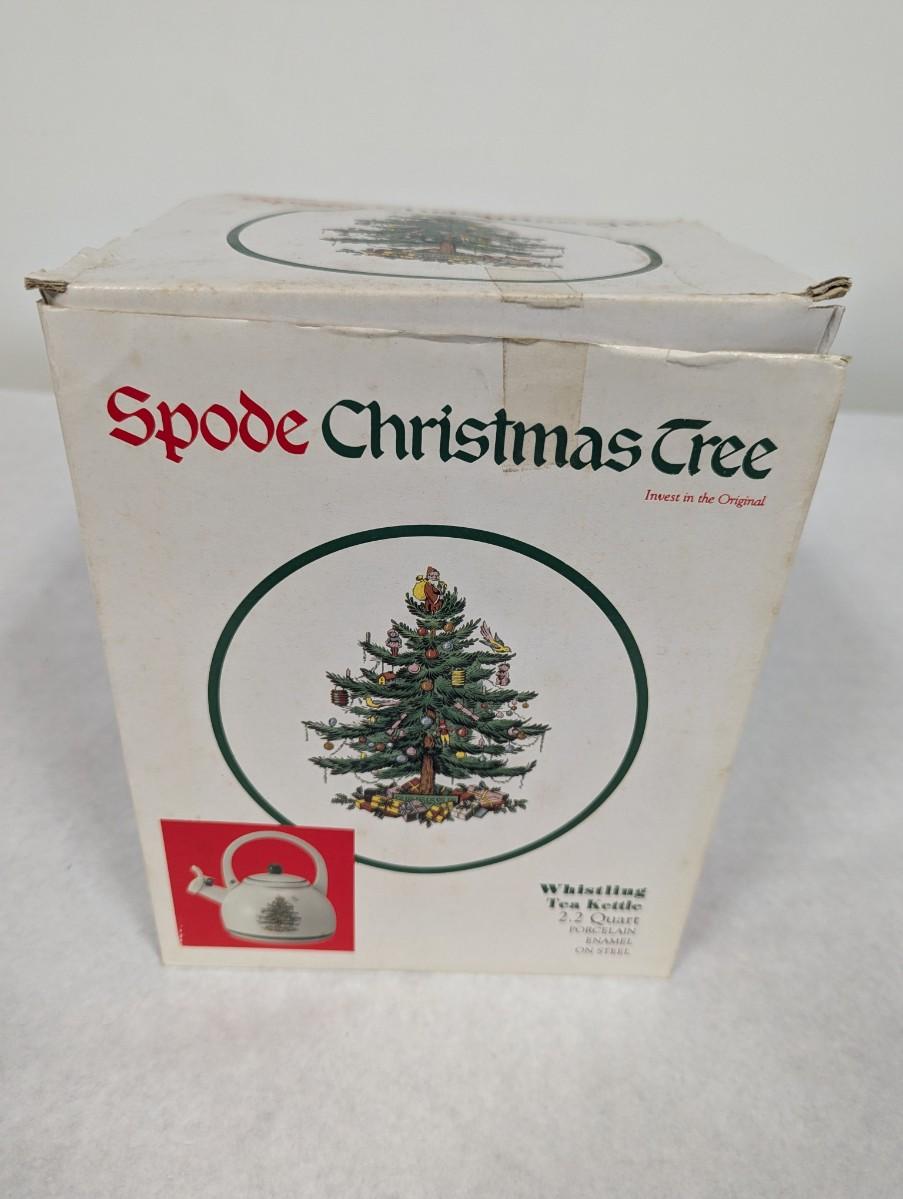 Spode Christmas Tree
Invest in the Original
Whistling
Tea Kettle
2.2 Quart
PORCELAIN
ENAMEL
ON STEEL